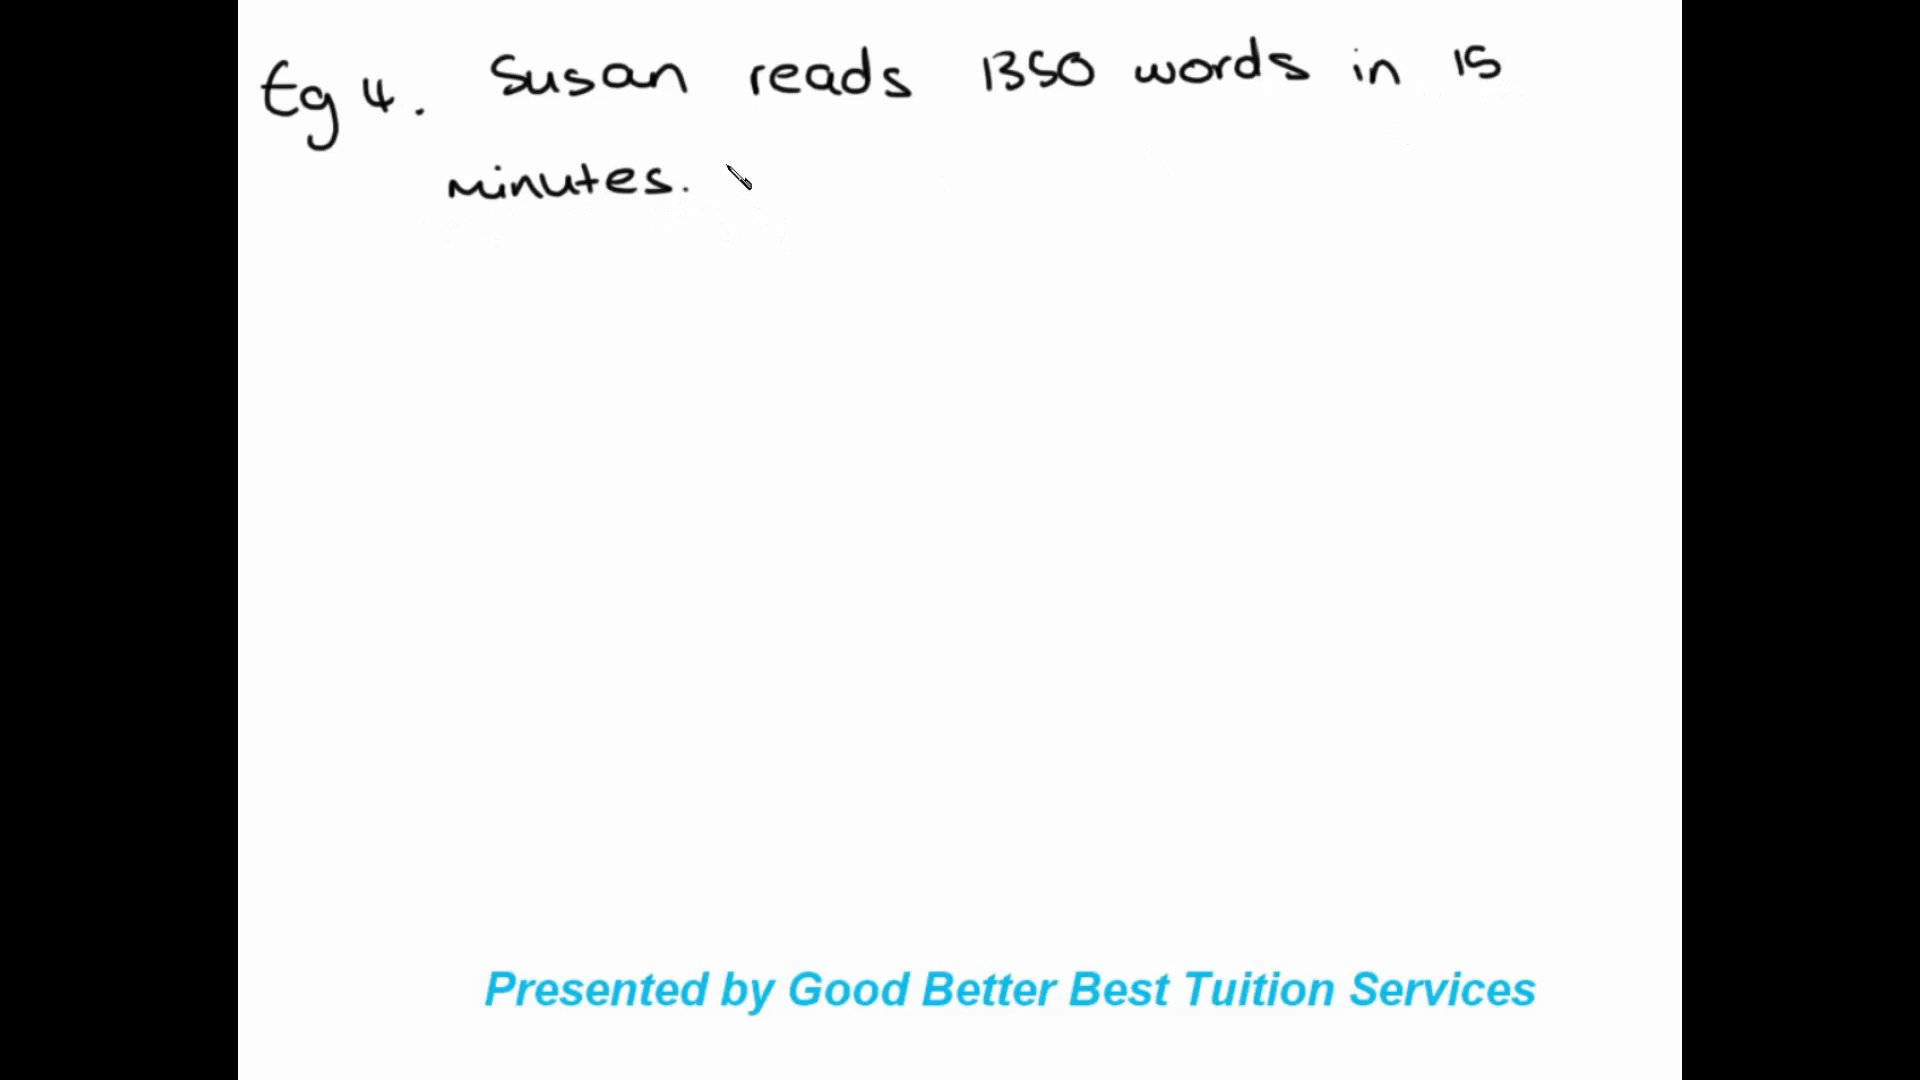 Eg 4. Susan reads 1350 words in 15
minutes.
Presented by Good Better Best Tuition Services